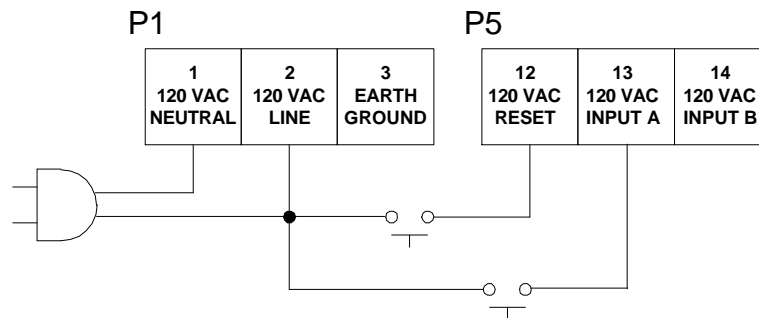 P1
P5
1
120 VAC
NEUTRAL
2
120 VAC
LINE
3
EARTH
GROUND
12
120 VAC
RESET
13
120 VAC
INPUT A
14
120 VAC
INPUT B